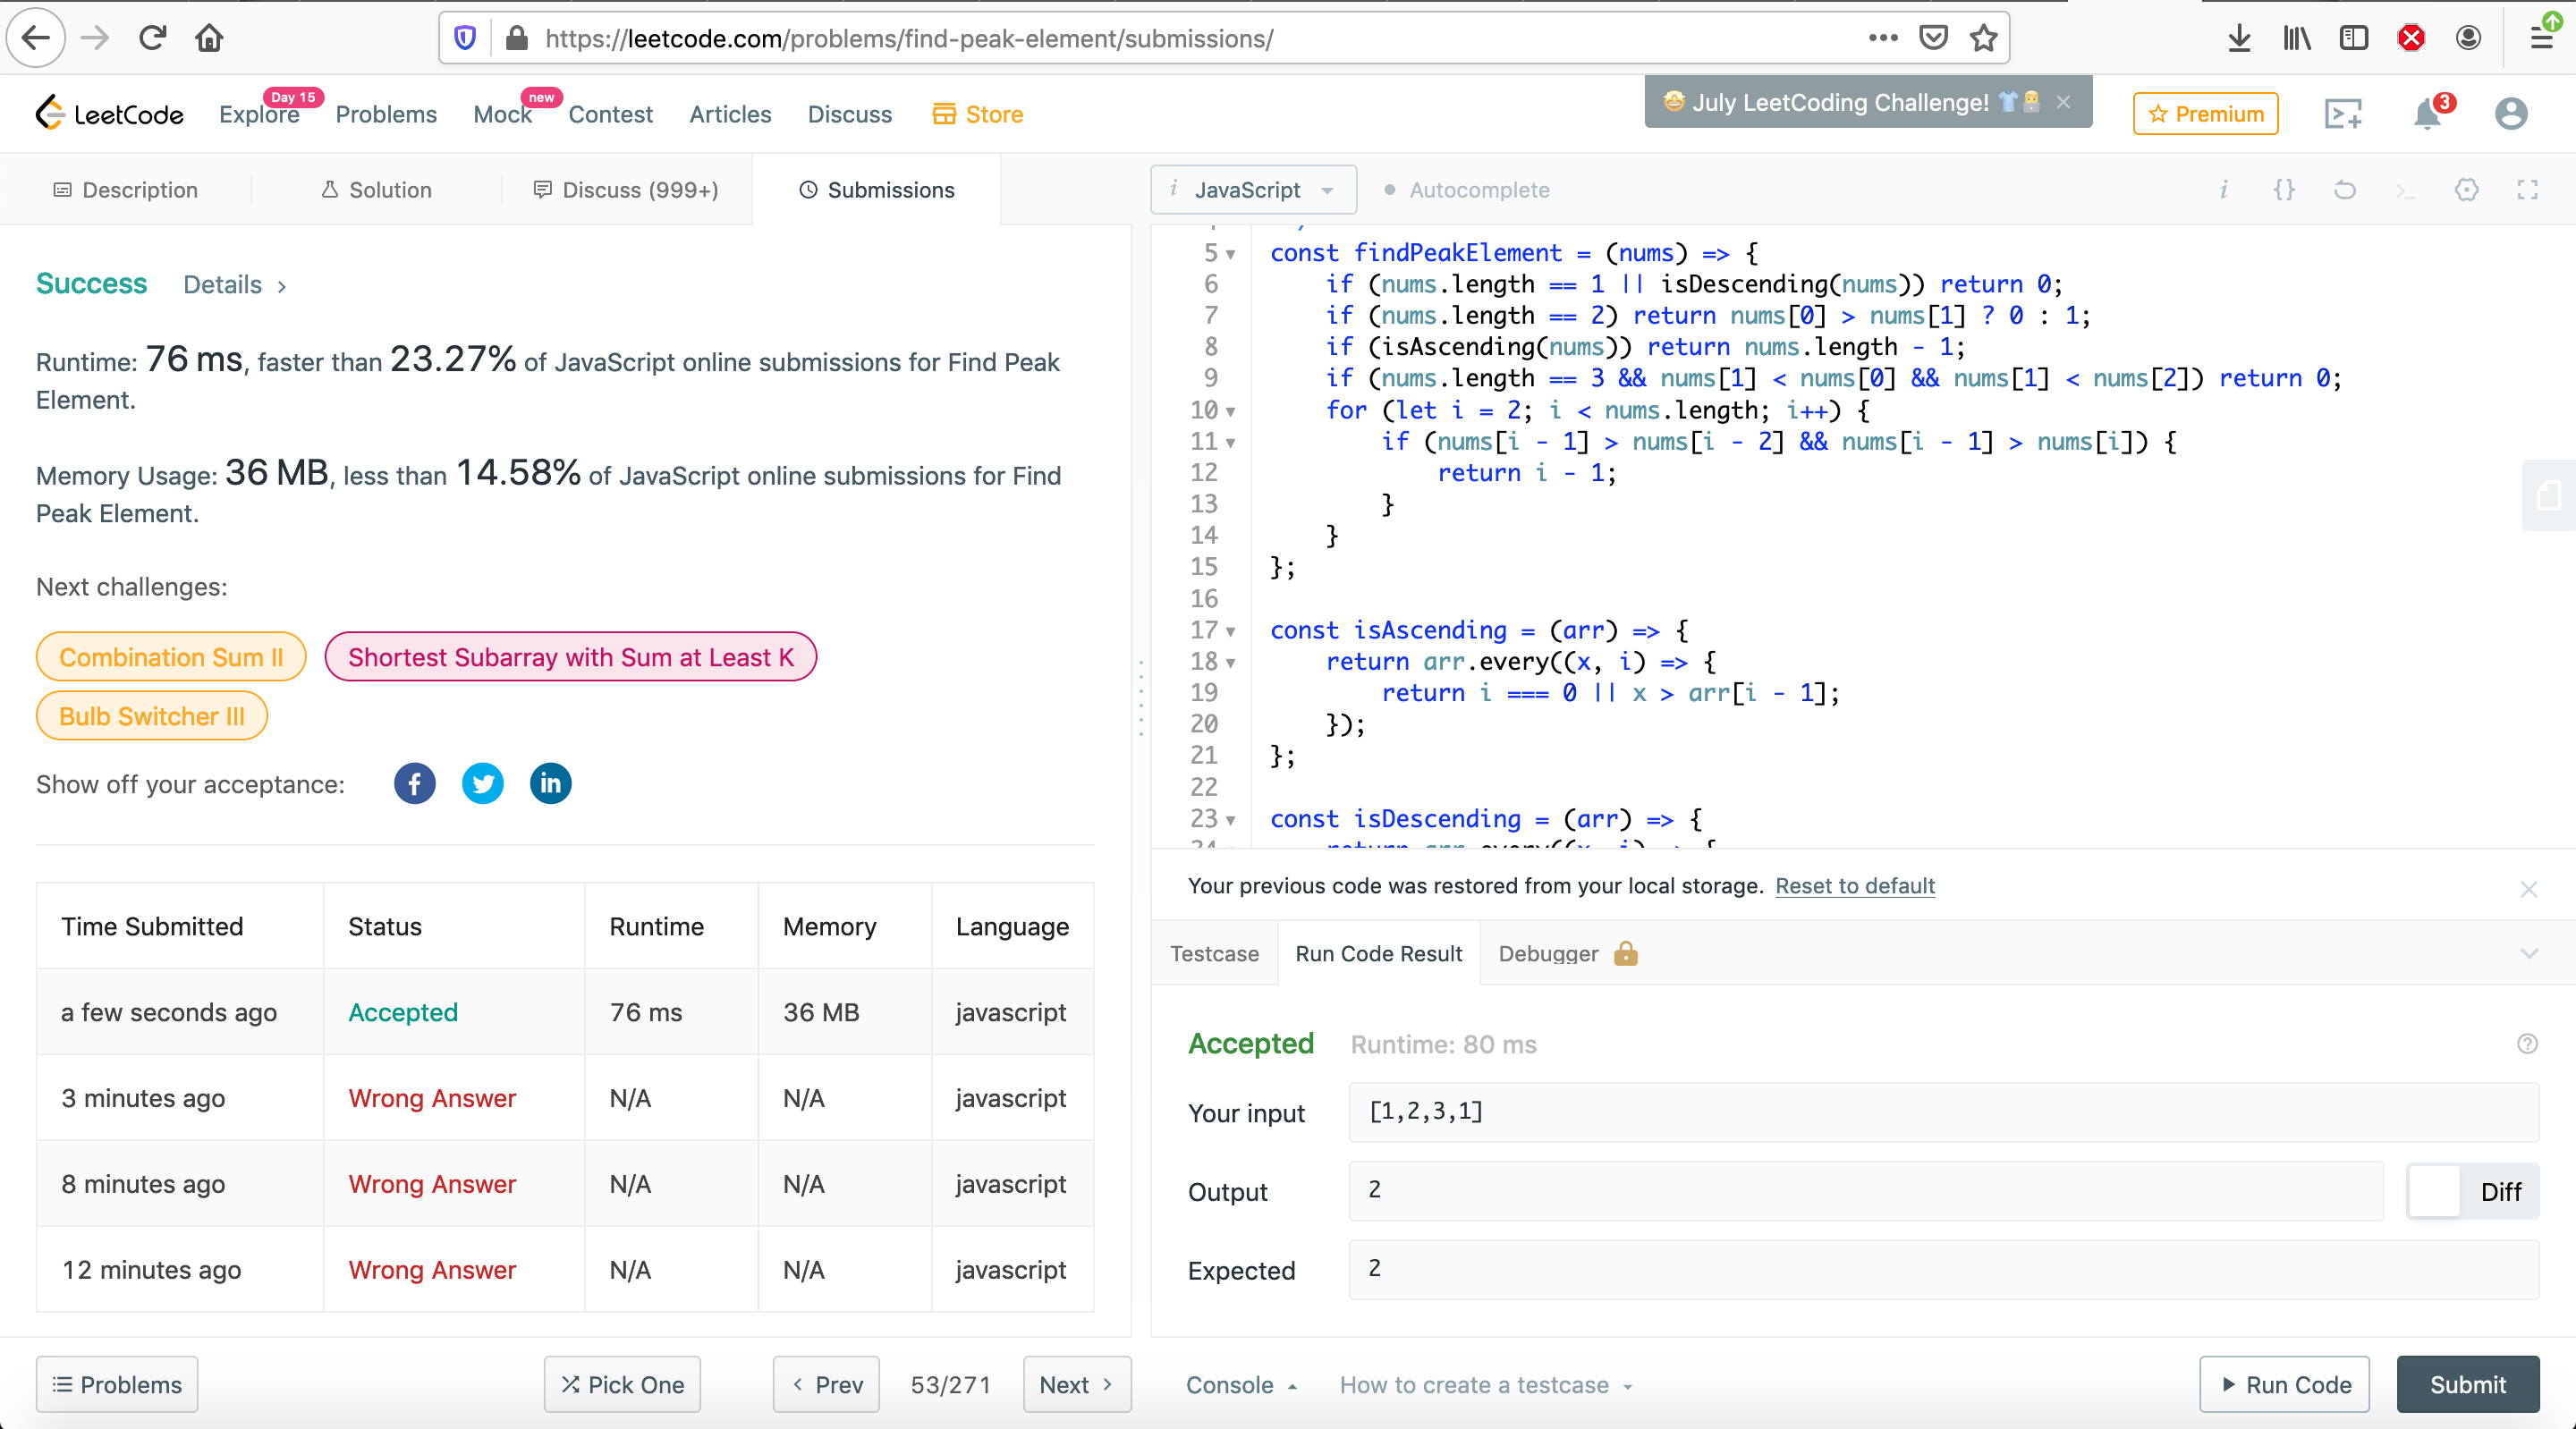 https://leetcode.com/problems/find-peak-element/submissions/
LeetCode
Explore
Day 15
Problems
Mock
new
Contest
Articles
Discuss
Store
🤩 July LeetCoding Challenge! 👕
Premium
3
Description
Solution
Discuss (999+)
Submissions
i JavaScript
Autocomplete
Success Details >
Runtime: 76 ms, faster than 23.27% of JavaScript online submissions for Find Peak
Element.
Memory Usage: 36 MB, less than 14.58% of JavaScript online submissions for Find
Peak Element.
Next challenges:
Combination Sum II
Shortest Subarray with Sum at Least K
Bulb Switcher III
Show off your acceptance:
Time Submitted Status Runtime Memory Language
a few seconds ago Accepted 76 ms 36 MB javascript
3 minutes ago Wrong Answer N/A N/A javascript
8 minutes ago Wrong Answer N/A N/A javascript
12 minutes ago Wrong Answer N/A N/A javascript
Problems
Pick One
< Prev
53/271
Next >
5 const findPeakElement = (nums) => {
6 if (nums.length == 1 || isDescending(nums)) return 0;
7 if (nums.length == 2) return nums[0] > nums[1] ? 0 : 1;
8 if (isAscending(nums)) return nums.length - 1;
9 if (nums.length == 3 && nums[1] < nums[0] && nums[1] < nums[2]) return 0;
10 for (let i = 2; i < nums.length; i++) {
11 if (nums[i - 1] > nums[i - 2] && nums[i - 1] > nums[i]) {
12 return i - 1;
13 }
14 }
15 };
16
17 const isAscending = (arr) => {
18 return arr.every((x, i) => {
19 return i === 0 || x > arr[i - 1];
20 });
21 };
22
23 const isDescending = (arr) => {
24 return arr.every((x, i) => {
Your previous code was restored from your local storage. Reset to default
Testcase
Run Code Result
Debugger
Accepted Runtime: 80 ms
Your input [1,2,3,1]
Output 2
Diff
Expected 2
Console
How to create a testcase
Run Code
Submit